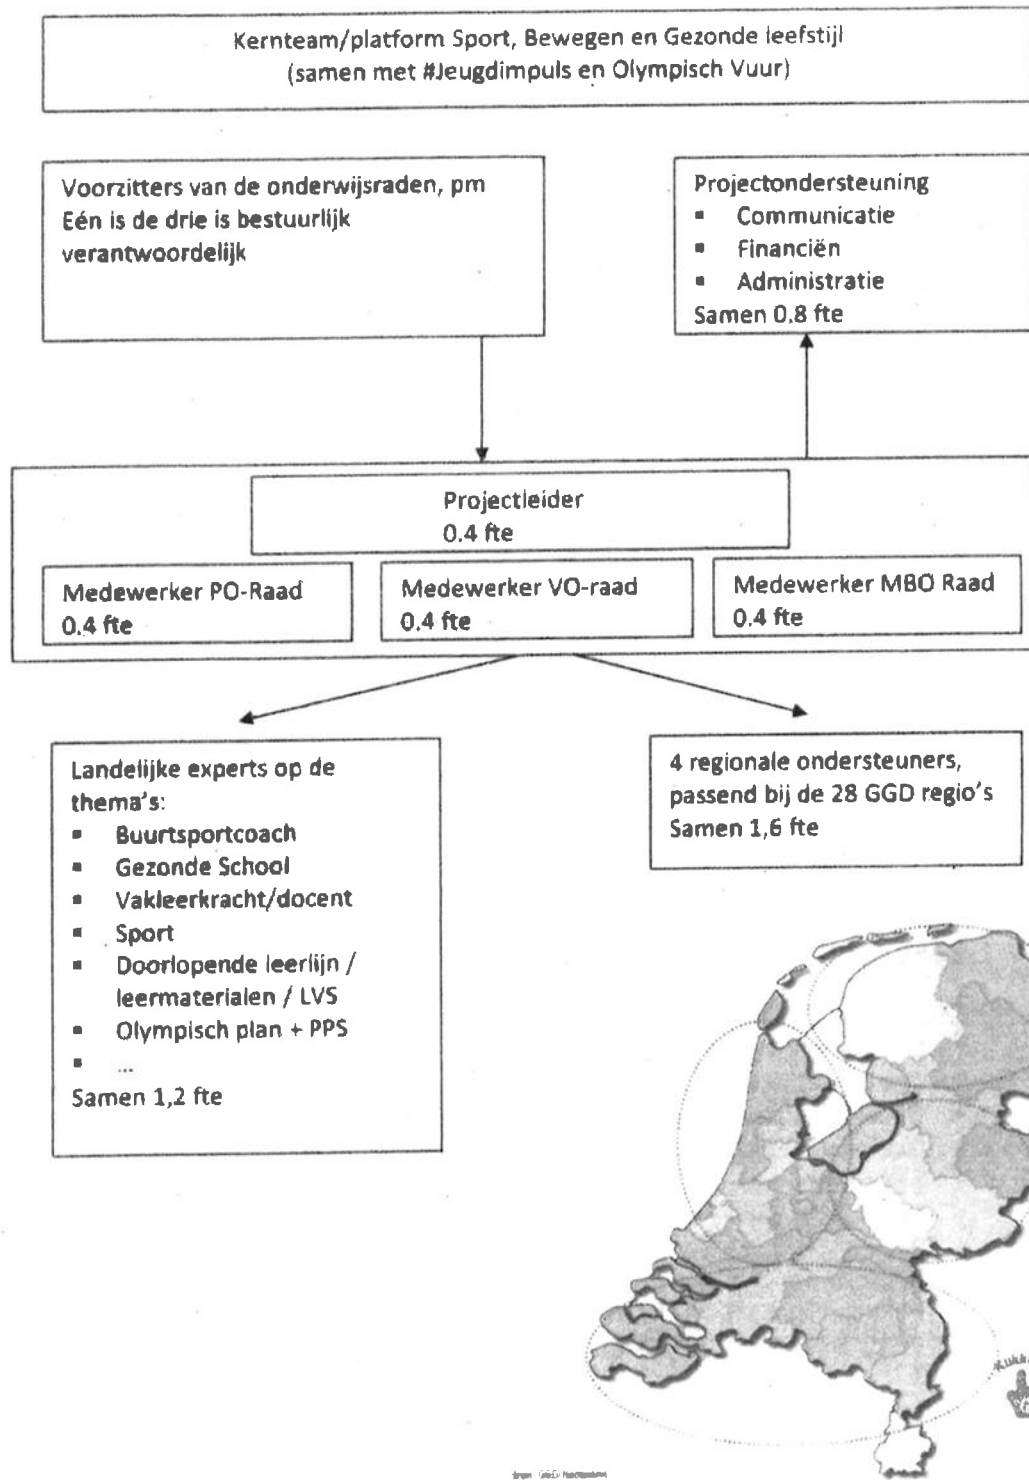 Kernteam/platform Sport, Bewegen en Gezonde leefstijl
(samen met #Jeugdimpuls en Olympisch Vuur)
Voorzitters van de onderwijsraden, pm
Eén is de drie is bestuurlijk
verantwoordelijk
Projectondersteuning
▪ Communicatie
▪ Financiën
▪ Administratie
Samen 0.8 fte
Projectleider
0.4 fte
Medewerker PO-Raad
0.4 fte
Medewerker VO-raad
0.4 fte
Medewerker MBO Raad
0.4 fte
Landelijke experts op de
thema's:
▪ Buurtsportcoach
▪ Gezonde School
▪ Vakleerkracht/docent
▪ Sport
▪ Doorlopende leerlijn /
leermaterialen / LVS
▪ Olympisch plan + PPS
▪ ...
Samen 1,2 fte
4 regionale ondersteuners,
passend bij de 28 GGD regio's
Samen 1,6 fte